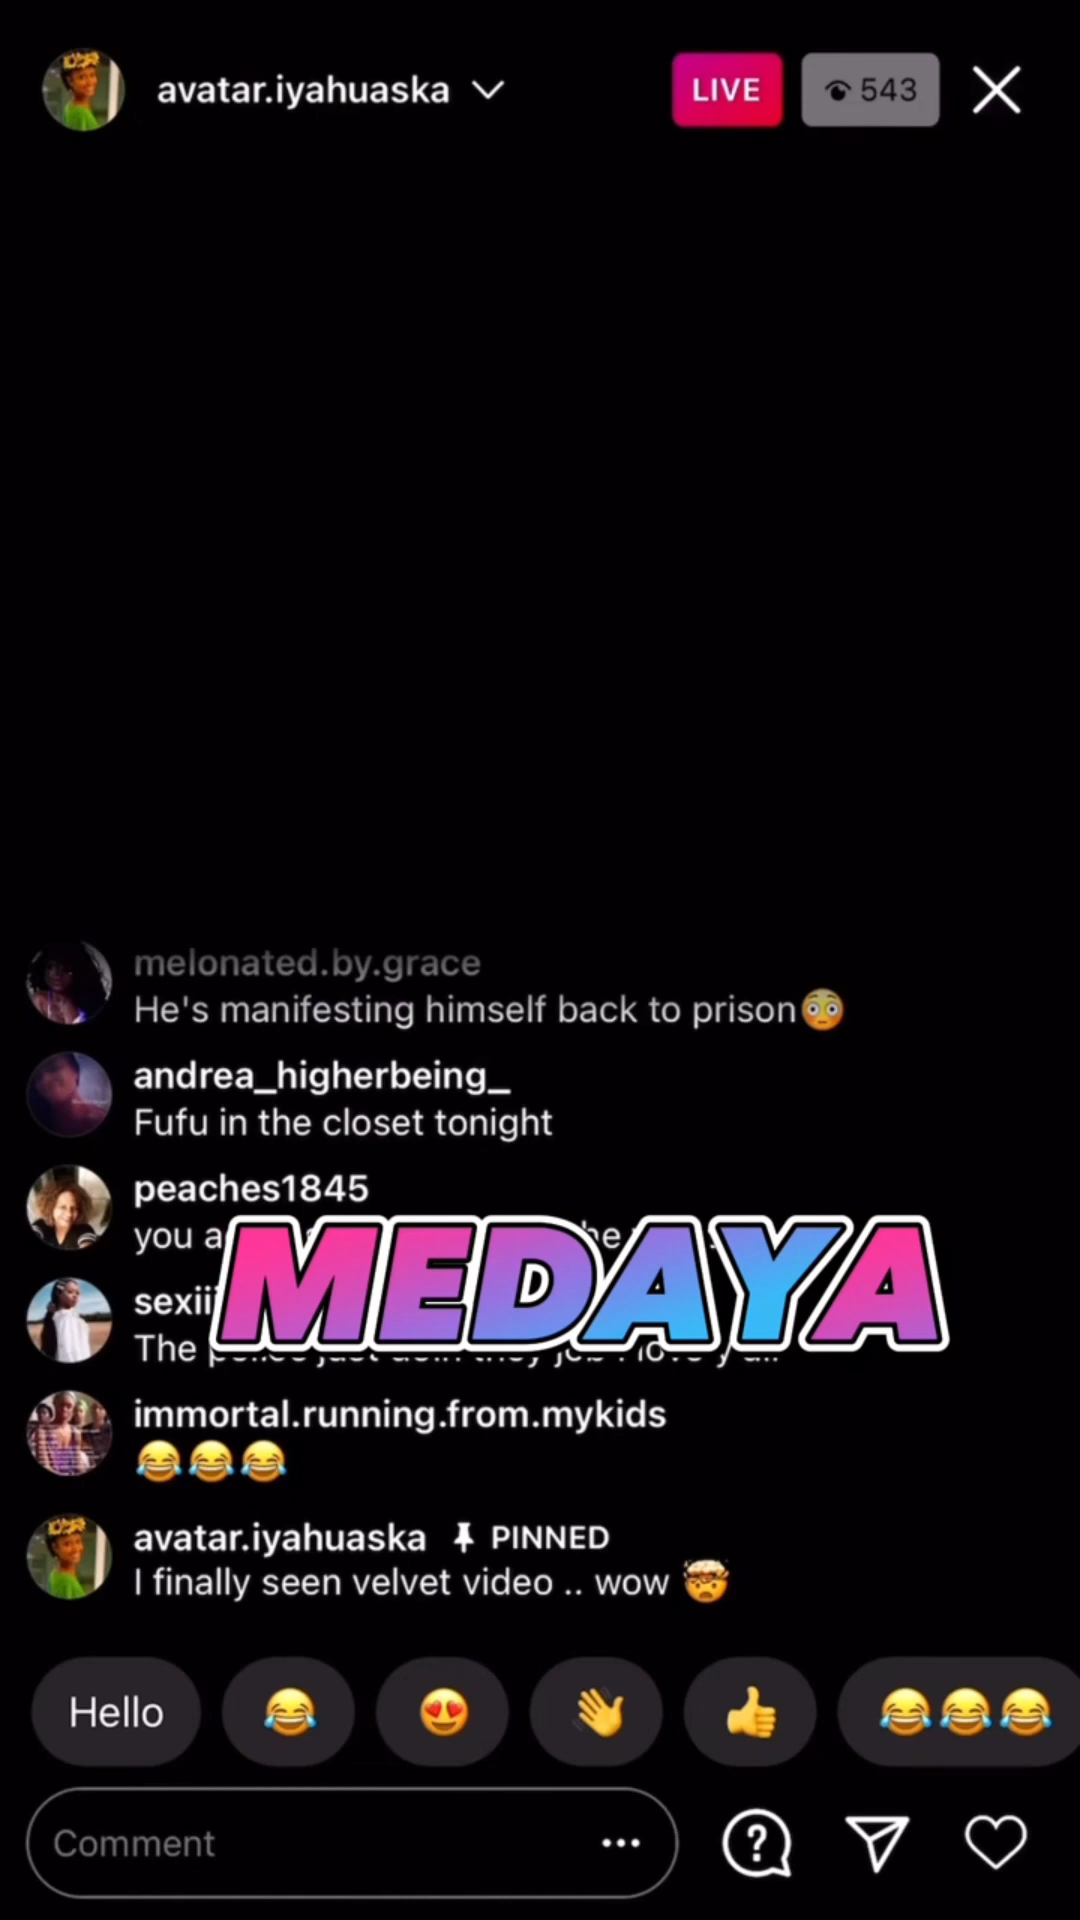 avatar.iyahuaska
LIVE
543
melonated.by.grace
He's manifesting himself back to prison😳
andrea_higherbeing_
Fufu in the closet tonight
peaches1845
you
MEDAYA
The
immortal.running.from.mykids
😂😂😂
avatar.iyahuaska PINNED
I finally seen velvet video .. wow 🤯
Hello 😂 😍 👋 👍 😂😂😂
Comment